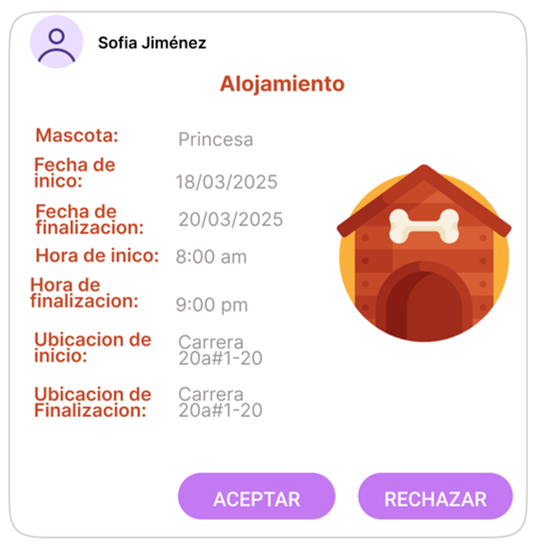 Sofia Jiménez
Alojamiento
Mascota: Princesa
Fecha de
inico: 18/03/2025
Fecha de
finalizacion: 20/03/2025
Hora de inico: 8:00 am
Hora de
finalizacion: 9:00 pm
Ubicacion de Carrera
inicio: 20a#1-20
Ubicacion de Carrera
Finalizacion: 20a#1-20
ACEPTAR RECHAZAR